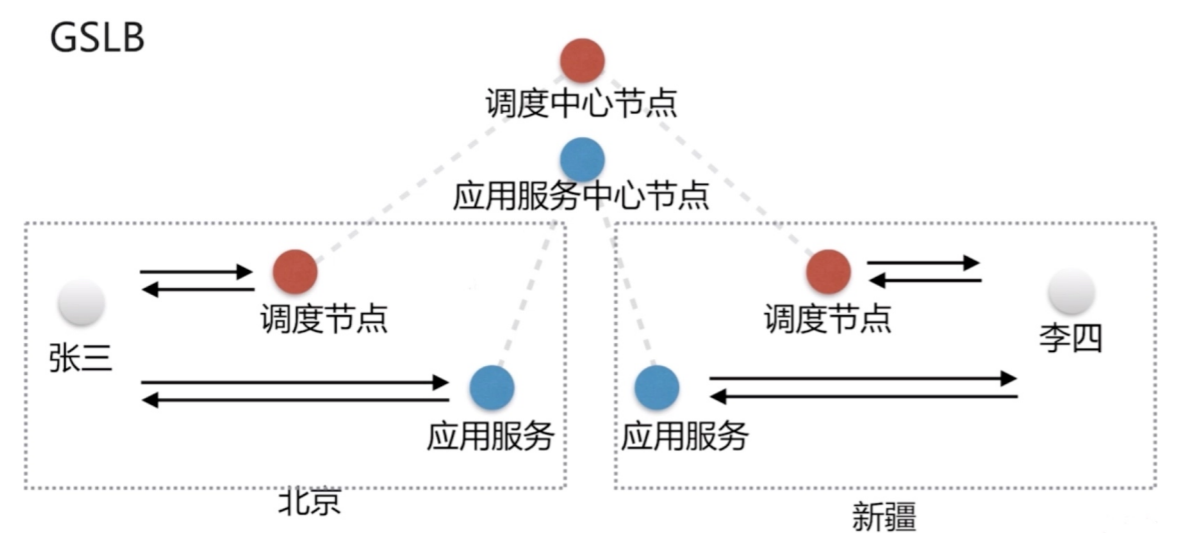 GSLB
调度中心节点
应用服务中心节点
调度节点
调度节点
张三
李四
应用服务
应用服务
北京
新疆